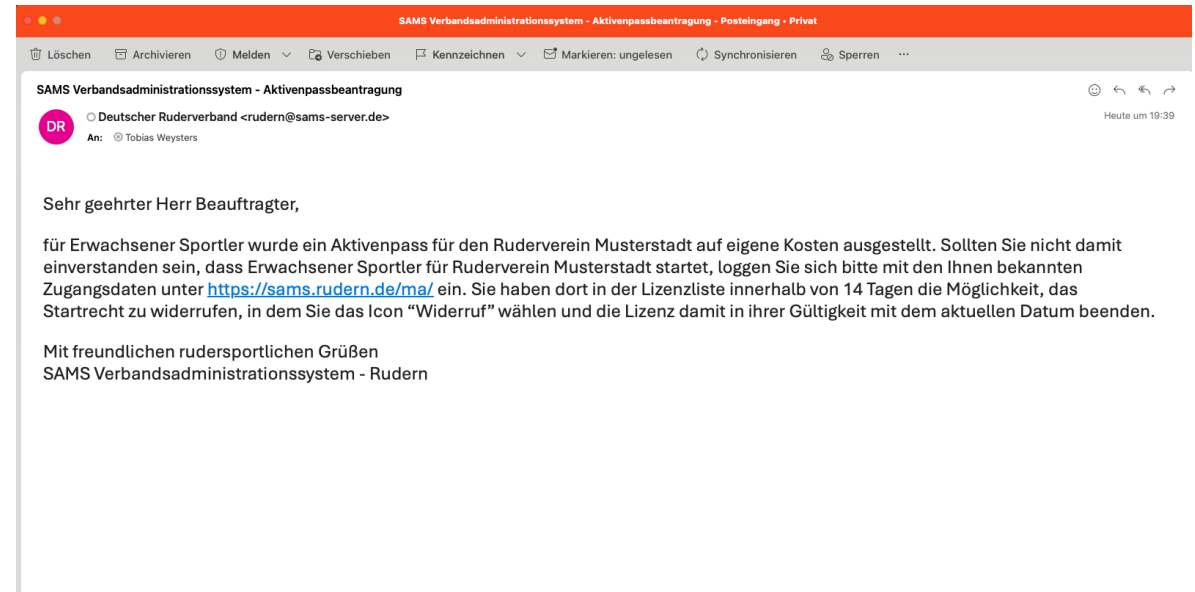 SAMS Verbandsadministrationssystem - Aktivenpassbeantragung - Posteingang • Privat
Löschen Archivieren Melden Verschieben Kennzeichnen Markieren: ungelesen Synchronisieren Sperren ...
SAMS Verbandsadministrationssystem - Aktivenpassbeantragung
DR Deutscher Ruderverband <rudern@sams-server.de> Heute um 19:39
An: Tobias Weysters
Sehr geehrter Herr Beauftragter,
für Erwachsener Sportler wurde ein Aktivenpass für den Ruderverein Musterstadt auf eigene Kosten ausgestellt. Sollten Sie nicht damit
einverstanden sein, dass Erwachsener Sportler für Ruderverein Musterstadt startet, loggen Sie sich bitte mit den Ihnen bekannten
Zugangsdaten unter https://sams.rudern.de/ma/ ein. Sie haben dort in der Lizenzliste innerhalb von 14 Tagen die Möglichkeit, das
Startrecht zu widerrufen, in dem Sie das Icon “Widerruf” wählen und die Lizenz damit in ihrer Gültigkeit mit dem aktuellen Datum beenden.
Mit freundlichen rudersportlichen Grüßen
SAMS Verbandsadministrationssystem - Rudern